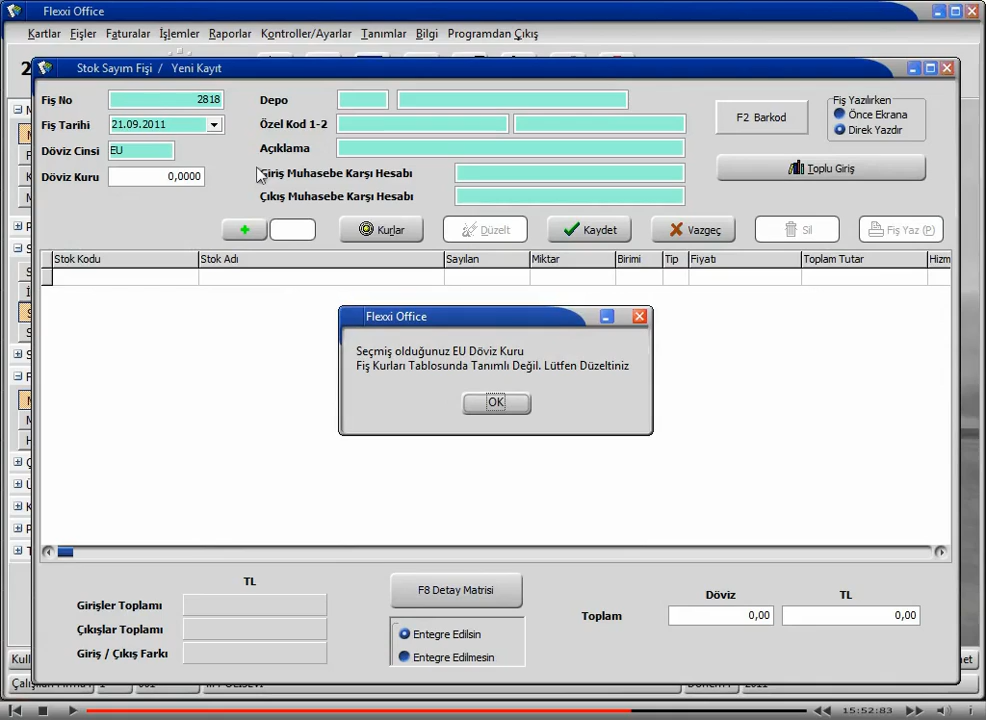 Flexxi Office
Kartlar Fişler Faturalar İşlemler Raporlar Kontroller/Ayarlar Tanımlar Bilgi Programdan Çıkış
Stok Sayım Fişi / Yeni Kayıt
Fiş No 2818 Depo
Fiş Tarihi 21.09.2011 Özel Kod 1-2
Döviz Cinsi EU Açıklama
Döviz Kuru 0,0000 Giriş Muhasebe Karşı Hesabı
Çıkış Muhasebe Karşı Hesabı
F2 Barkod
Fiş Yazılırken
Önce Ekrana
Direk Yazdır
Toplu Giriş
+ Kurlar Düzelt Kaydet Vazgeç Sil Fiş Yaz (P)
Stok Kodu Stok Adı Sayılan Miktar Birimi Tip Fiyatı Toplam Tutar Hizm
Flexxi Office
Seçmiş olduğunuz EU Döviz Kuru
Fiş Kurları Tablosunda Tanımlı Değil. Lütfen Düzeltiniz
OK
TL
Girişler Toplamı
Çıkışlar Toplamı
Giriş / Çıkış Farkı
F8 Detay Matrisi
Entegre Edilsin
Entegre Edilmesin
Döviz TL
Toplam 0,00 0,00
15:52:83